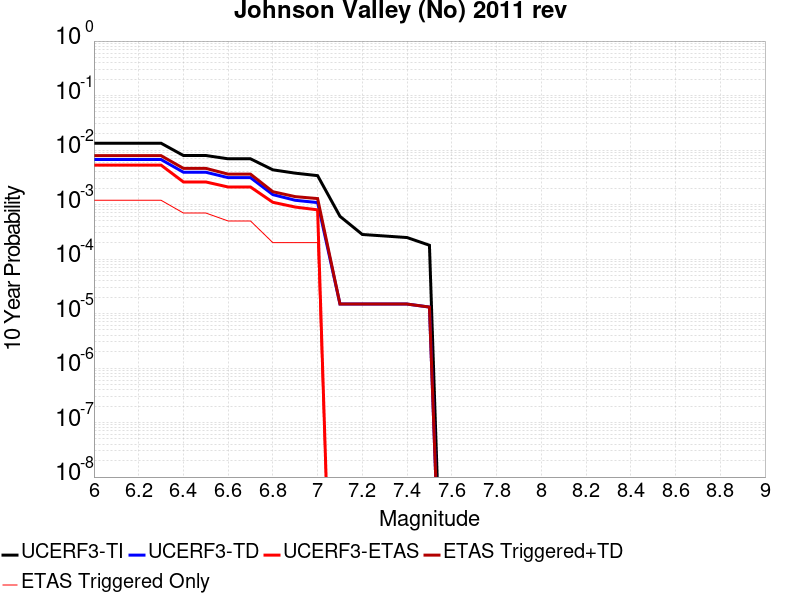 Johnson Valley (No) 2011 rev
10 Year Probability
10^0
10^-1
10^-2
10^-3
10^-4
10^-5
10^-6
10^-7
10^-8
6 6.2 6.4 6.6 6.8 7 7.2 7.4 7.6 7.8 8 8.2 8.4 8.6 8.8 9
Magnitude
UCERF3-TI UCERF3-TD UCERF3-ETAS ETAS Triggered+TD
ETAS Triggered Only